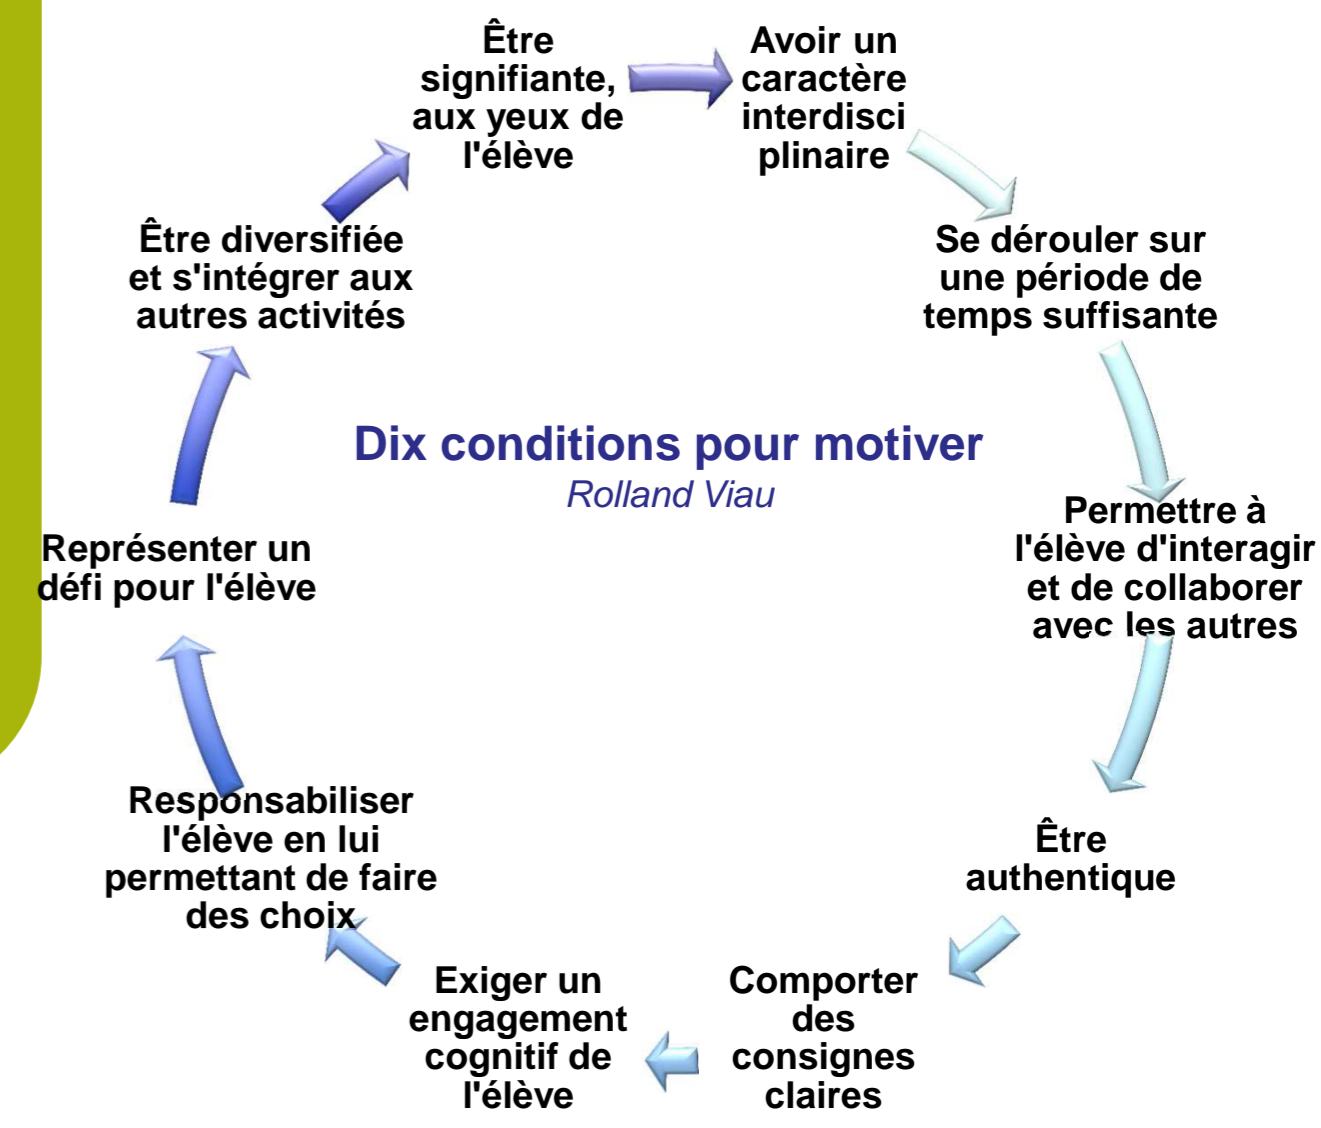 Être
signifiante,
aux yeux de
l'élève
Avoir un
caractère
interdisci
plinaire
Se dérouler sur
une période de
temps suffisante
Permettre à
l'élève d'interagir
et de collaborer
avec les autres
Être
authentique
Comporter
des
consignes
claires
Exiger un
engagement
cognitif de
l'élève
Responsabiliser
l'élève en lui
permettant de faire
des choix
Représenter un
défi pour l'élève
Être diversifiée
et s'intégrer aux
autres activités
Dix conditions pour motiver
Rolland Viau